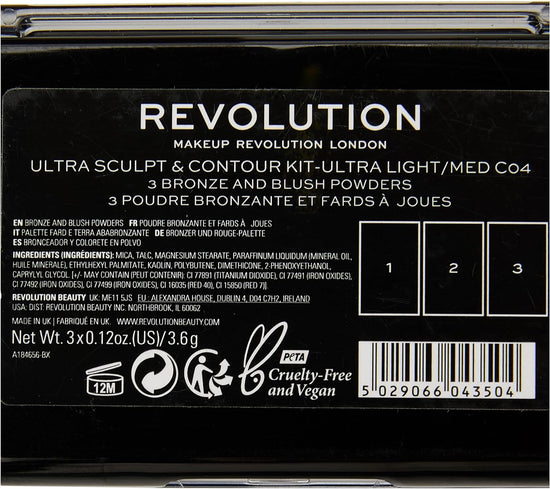 REVOLUTION
MAKEUP REVOLUTION LONDON
ULTRA SCULPT & CONTOUR KIT-ULTRA LIGHT/MED C04
3 BRONZE AND BLUSH POWDERS
3 POUDRE BRONZANTE ET FARDS À JOUES
EN BRONZE AND BLUSH POWDERS FR POUDRE BRONZANTE ET FARDS À JOUES
IT PALETTE FARD E TERRA ABABRONZANTE DE BRONZER UND ROUGE-PALETTE
ES BRONCEADOR Y COLORETE EN POLVO
INGREDIENTS (INGRÉDIENTS): MICA, TALC, MAGNESIUM STEARATE, PARAFFINUM LIQUIDUM (MINERAL OIL,
HUILE MINERALE), ETHYLHEXYL PALMITATE, KAOLIN, POLYBUTENE, DIMETHICONE, 2-PHENOXYETHANOL,
CAPRYLYL GLYCOL. [+/- MAY CONTAIN (PEUT CONTENIR): CI 77891 (TITANIUM DIOXIDE), CI 77491 (IRON OXIDES),
CI 77492 (IRON OXIDES), CI 77499 (IRON OXIDES), CI 16035 (RED 40), CI 15850 (RED 7)].
REVOLUTION BEAUTY UK: ME11 5JS EU: ALEXANDRA HOUSE, DUBLIN 4, D04 C7H2, IRELAND
USA: DIST. REVOLUTION BEAUTY INC. NORTHBROOK, IL 60062
MADE IN UK | FABRIQUÉ EN UK. WWW.REVOLUTIONBEAUTY.COM
Net Wt. 3x0.12oz.(US)/3.6g
A184656-BX
1 2 3
12M
PETA
Cruelty-Free
and Vegan
5 029066 043504